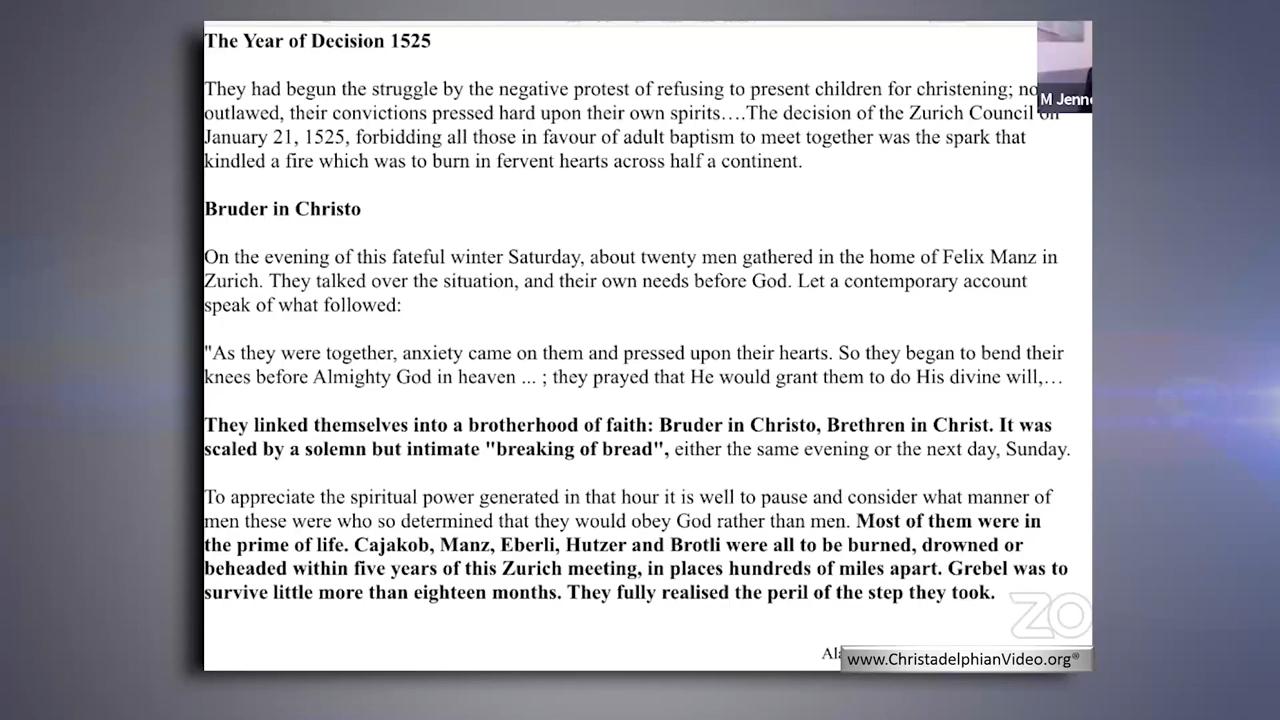 The Year of Decision 1525
They had begun the struggle by the negative protest of refusing to present children for christening; no
outlawed, their convictions pressed hard upon their own spirits….The decision of the Zurich Council on
January 21, 1525, forbidding all those in favour of adult baptism to meet together was the spark that
kindled a fire which was to burn in fervent hearts across half a continent.
Bruder in Christo
On the evening of this fateful winter Saturday, about twenty men gathered in the home of Felix Manz in
Zurich. They talked over the situation, and their own needs before God. Let a contemporary account
speak of what followed:
"As they were together, anxiety came on them and pressed upon their hearts. So they began to bend their
knees before Almighty God in heaven ... ; they prayed that He would grant them to do His divine will,…
They linked themselves into a brotherhood of faith: Bruder in Christo, Brethren in Christ. It was
scaled by a solemn but intimate "breaking of bread", either the same evening or the next day, Sunday.
To appreciate the spiritual power generated in that hour it is well to pause and consider what manner of
men these were who so determined that they would obey God rather than men. Most of them were in
the prime of life. Cajakob, Manz, Eberli, Hutzer and Brotli were all to be burned, drowned or
beheaded within five years of this Zurich meeting, in places hundreds of miles apart. Grebel was to
survive little more than eighteen months. They fully realised the peril of the step they took.
M Jenne
ZO
www.ChristadelphianVideo.org®